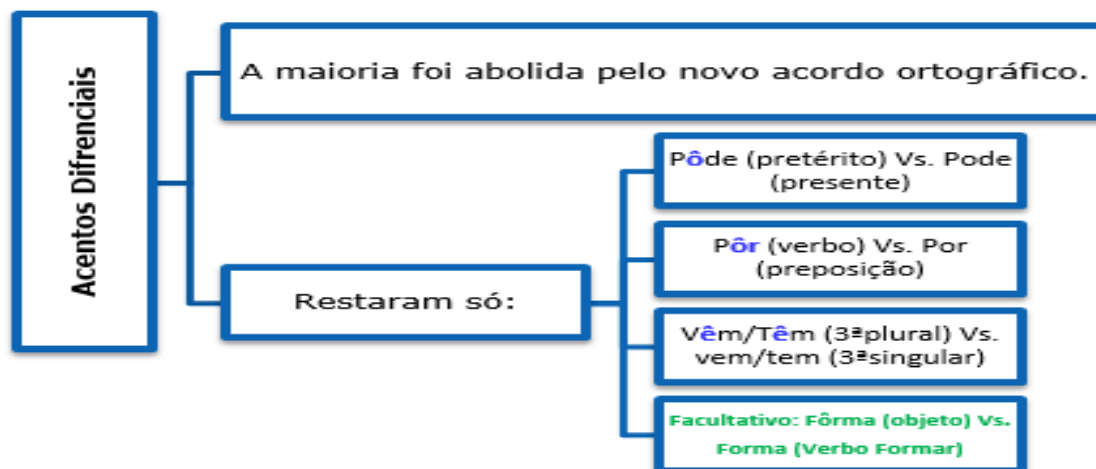 Acentos Difrenciais
A maioria foi abolida pelo novo acordo ortográfico.
Restaram só:
Pôde (pretérito) Vs. Pode
(presente)
Pôr (verbo) Vs. Por
(preposição)
Vêm/Têm (3ªplural) Vs.
vem/tem (3ªsingular)
Facultativo: Fôrma (objeto) Vs.
Forma (Verbo Formar)